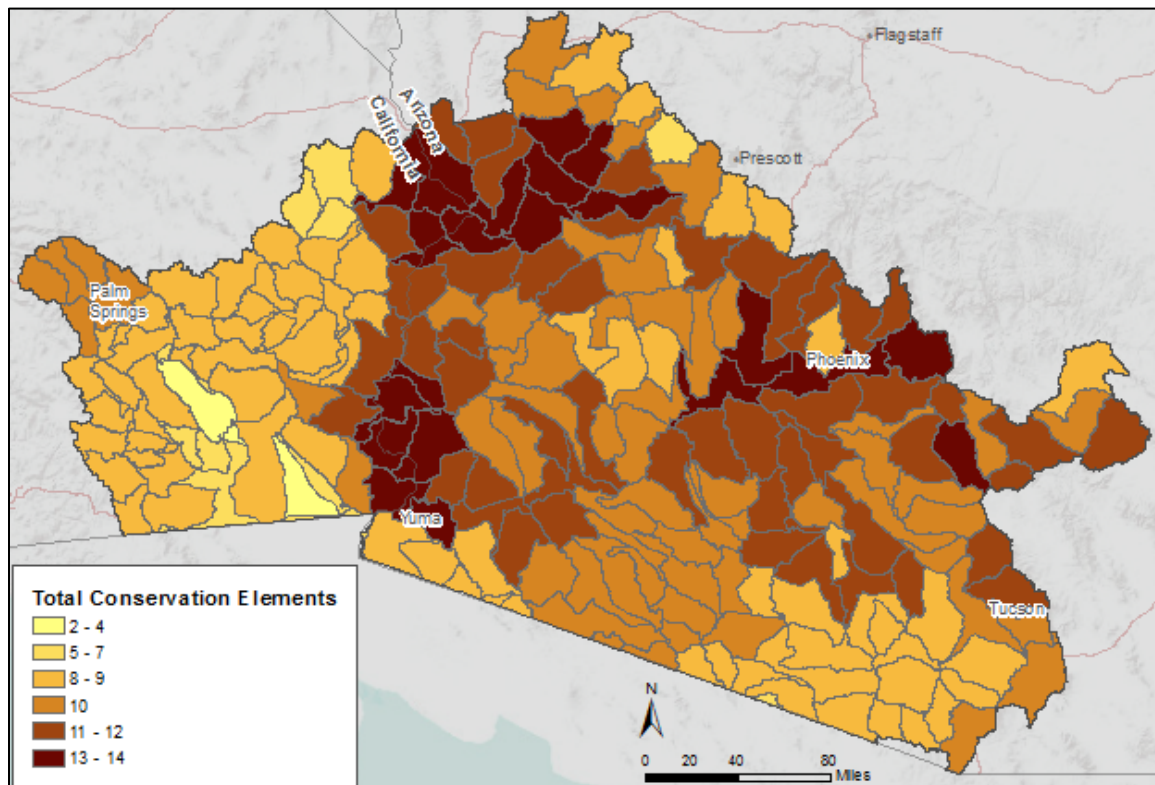 Flagstaff
Arizona
California
Prescott
Palm
Springs
Phoenix
Yuma
Tucson
Total Conservation Elements
2 - 4
5 - 7
8 - 9
10
11 - 12
13 - 14
N
0 20 40 80
Miles